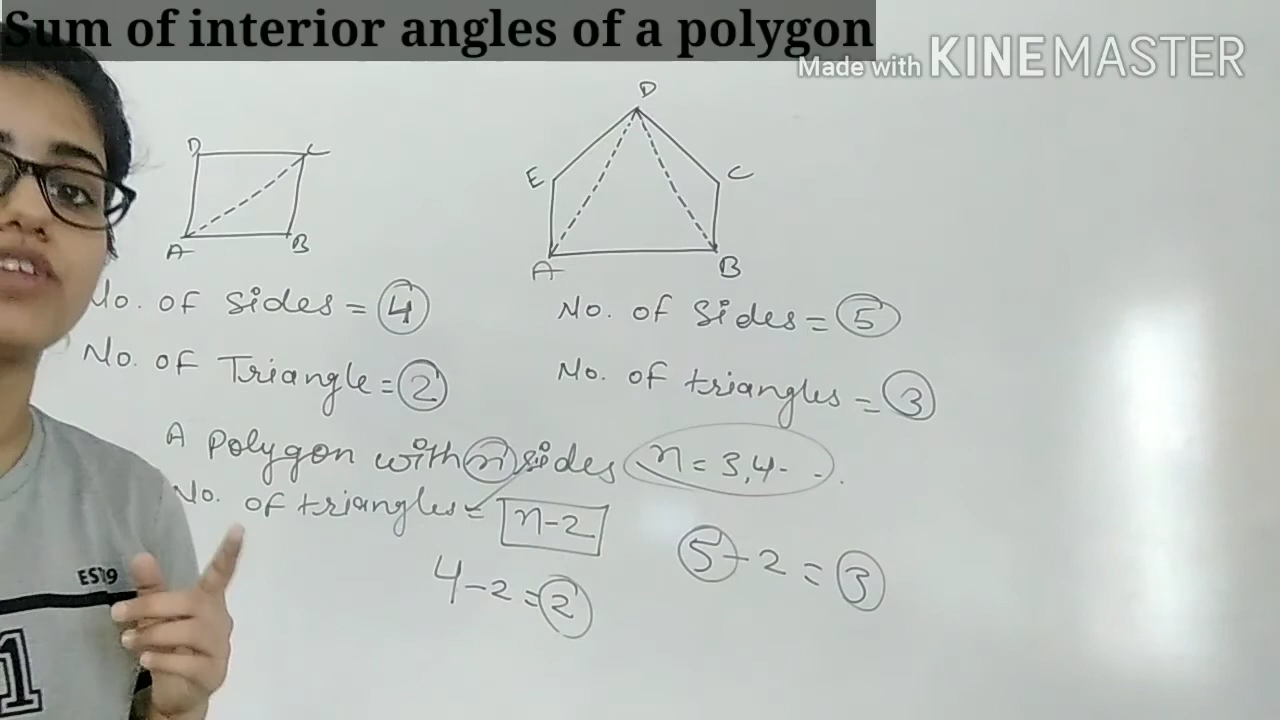 Sum of interior angles of a polygon
Made with KINEMASTER
D
D C
E C
A B
A B
No. of sides = 4
No. of sides = 5
No. of Triangle = 2
No. of triangles = 3
A polygon with n sides n = 3,4- - .
No. of triangles = n-2
4-2=2
5-2=3
EST
1